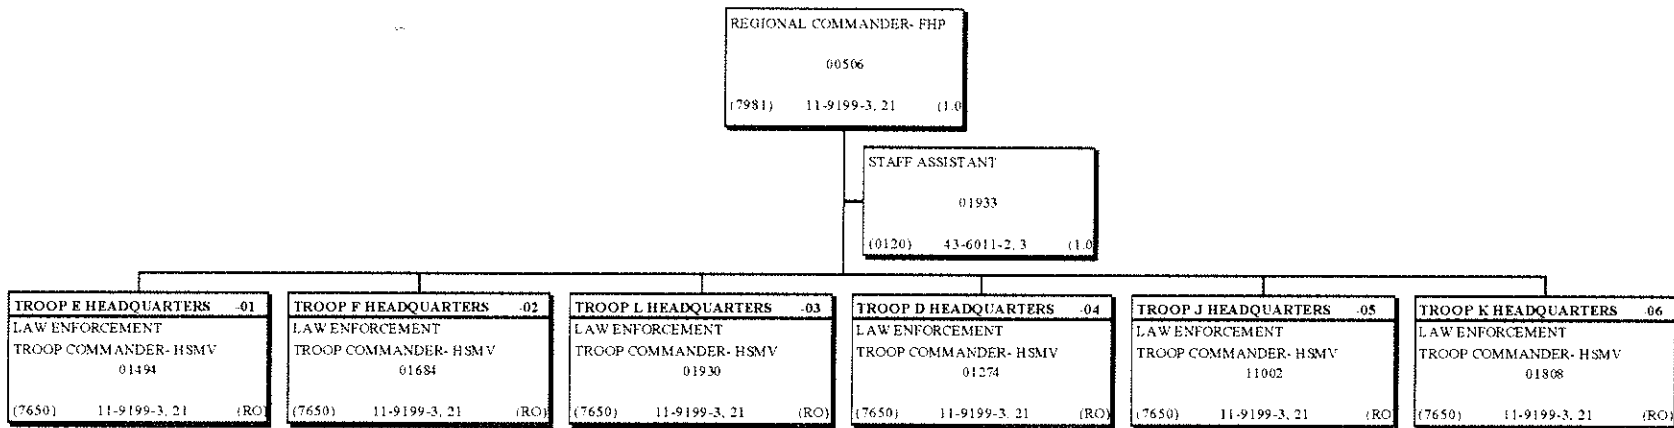 REGIONAL COMMANDER- FHP
00506
(7981) 11-9199-3, 21 (1.0
STAFF ASSISTANT
01933
(0120) 43-6011-2, 3 (1.0
TROOP E HEADQUARTERS -01
LAW ENFORCEMENT
TROOP COMMANDER- HSMV
01494
(7650) 11-9199-3, 21 (RO)
TROOP F HEADQUARTERS -02
LAW ENFORCEMENT
TROOP COMMANDER- HSMV
01684
(7650) 11-9199-3, 21 (RO)
TROOP L HEADQUARTERS -03
LAW ENFORCEMENT
TROOP COMMANDER- HSMV
01930
(7650) 11-9199-3, 21 (RO)
TROOP D HEADQUARTERS -04
LAW ENFORCEMENT
TROOP COMMANDER- HSMV
01274
(7650) 11-9199-3, 21 (RO)
TROOP J HEADQUARTERS -05
LAW ENFORCEMENT
TROOP COMMANDER- HSMV
11002
(7650) 11-9199-3, 21 (RO)
TROOP K HEADQUARTERS -06
LAW ENFORCEMENT
TROOP COMMANDER- HSMV
01808
(7650) 11-9199-3, 21 (RO)